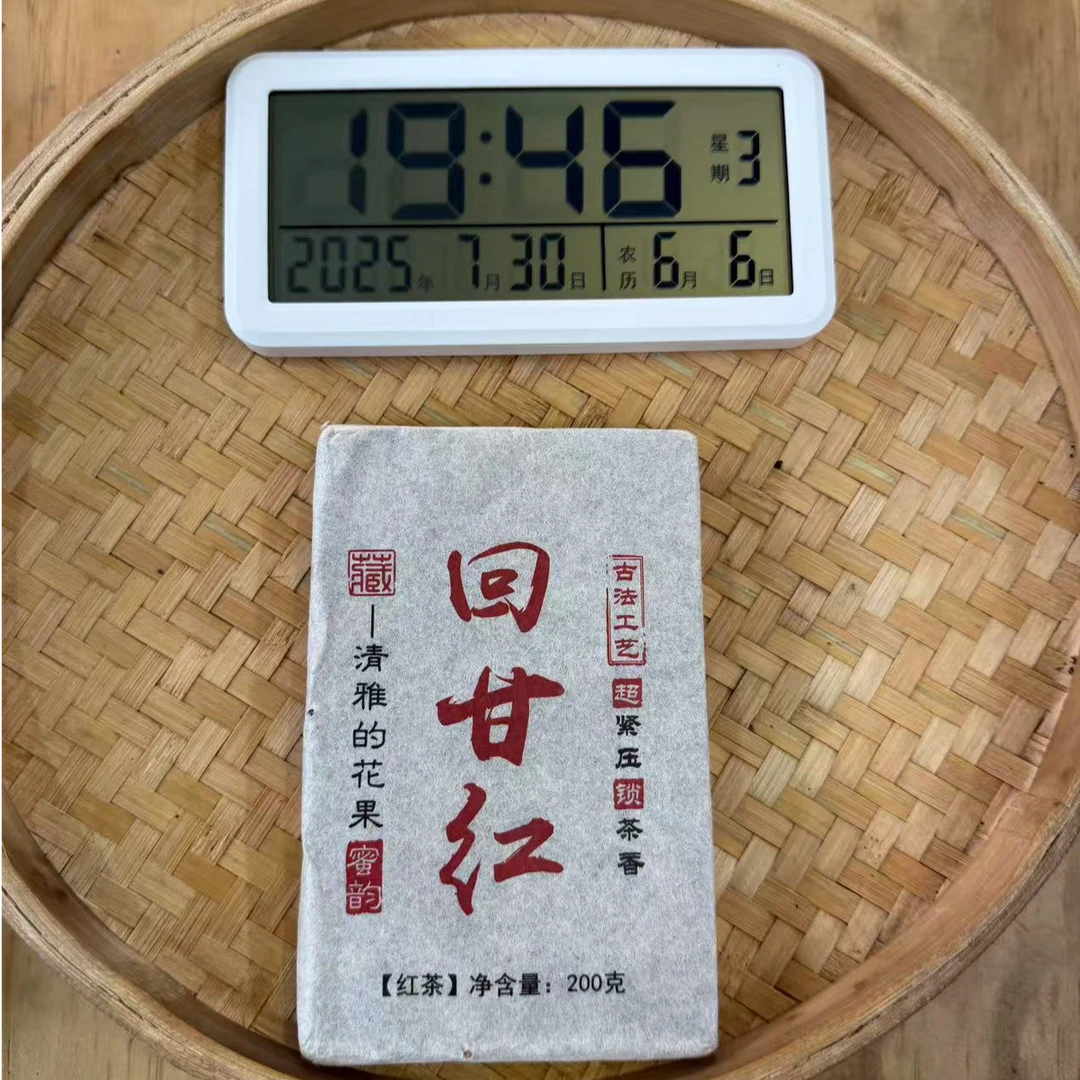 19:46 星期3
2025年 7月30日 农历 6月 6日
藏—清雅的花果蜜韵
回甘红
古法工艺
超紧压锁茶香
【红茶】净含量：200克